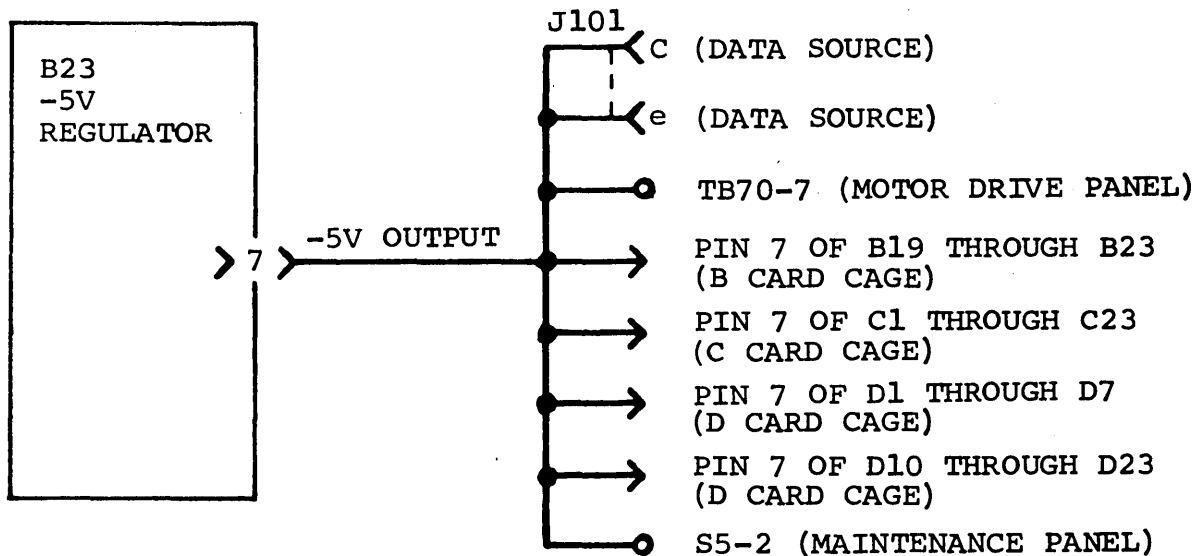 J101
B23
-5V
REGULATOR
C (DATA SOURCE)
e (DATA SOURCE)
TB70-7 (MOTOR DRIVE PANEL)
7
-5V OUTPUT
PIN 7 OF B19 THROUGH B23
(B CARD CAGE)
PIN 7 OF C1 THROUGH C23
(C CARD CAGE)
PIN 7 OF D1 THROUGH D7
(D CARD CAGE)
PIN 7 OF D10 THROUGH D23
(D CARD CAGE)
S5-2 (MAINTENANCE PANEL)